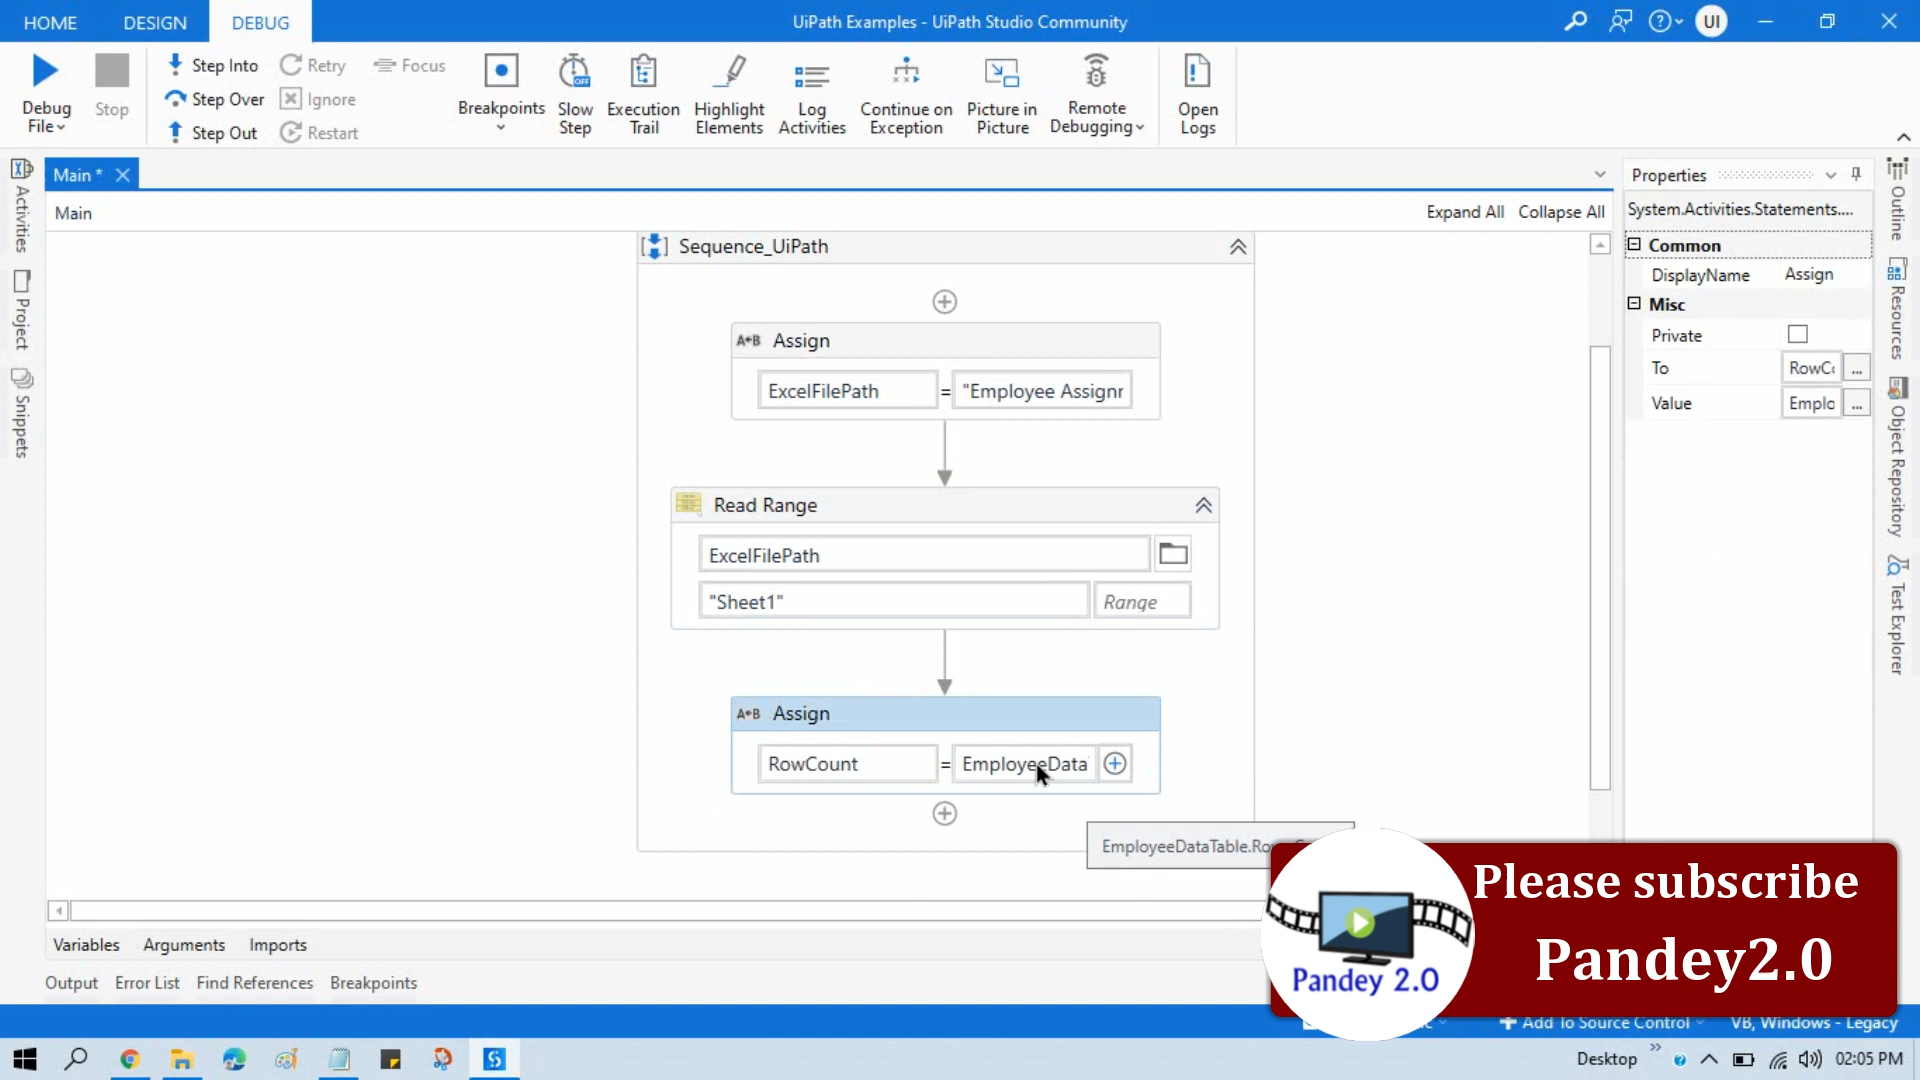 HOME DESIGN DEBUG UiPath Examples - UiPath Studio Community UI
Debug File Stop Step Into Step Over Step Out Retry Ignore Restart Focus Breakpoints Slow Step Execution Trail Highlight Elements Log Activities Continue on Exception Picture in Picture Remote Debugging Open Logs
OFF
Main *
Main Expand All Collapse All
Activities
Project
Snippets
Sequence_UiPath
A+B Assign
ExcelFilePath = "Employee Assignr
Read Range
ExcelFilePath
"Sheet1" Range
A+B Assign
RowCount = EmployeeData
Properties
System.Activities.Statements....
Common
DisplayName Assign
Misc
Private
To RowCo ...
Value Emplo ...
Outline
Resources
Object Repository
Test Explorer
Please subscribe
Pandey2.0
Pandey 2.0
Variables Arguments Imports
Output Error List Find References Breakpoints
Add To Source Control VB, Windows - Legacy
Desktop 02:05 PM